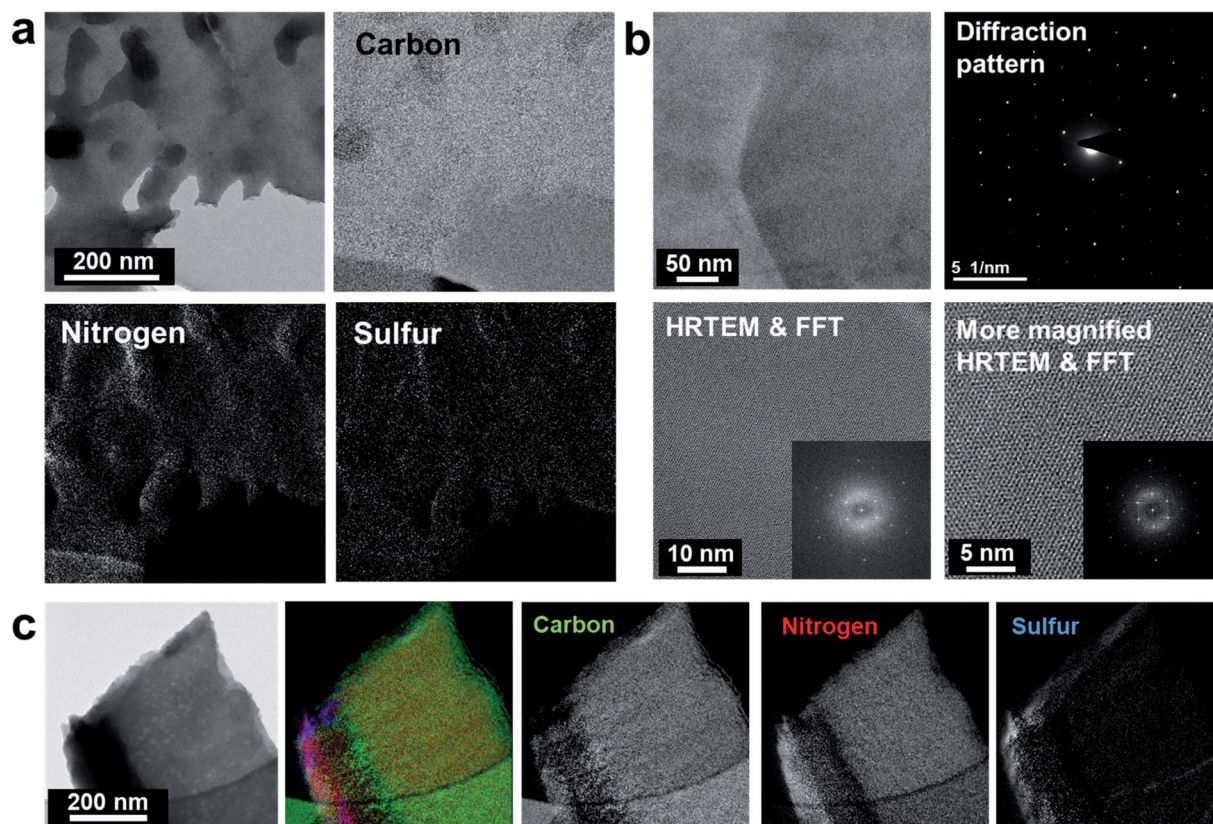 a
Carbon
200 nm
Nitrogen
Sulfur
b
Diffraction
pattern
50 nm
5 1/nm
HRTEM & FFT
10 nm
More magnified
HRTEM & FFT
5 nm
c
200 nm
Carbon
Nitrogen
Sulfur